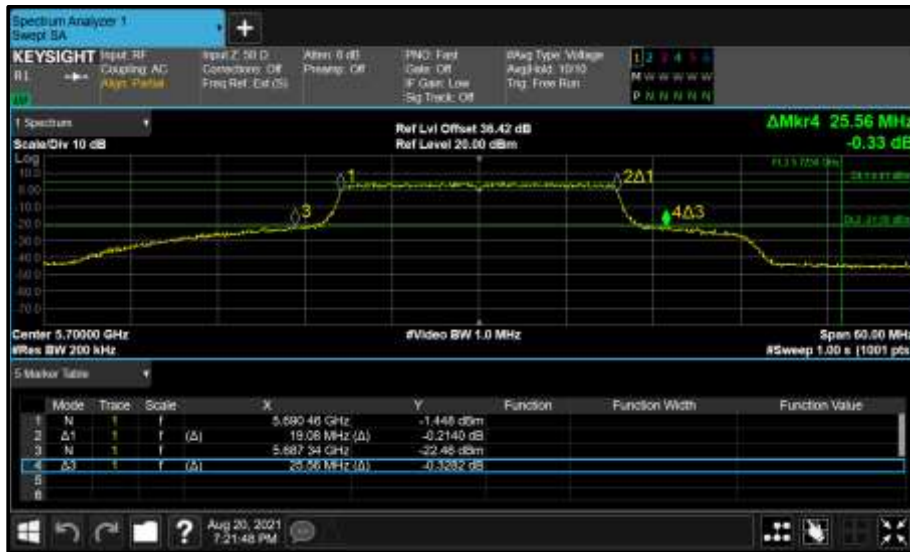 Spectrum Analyzer 1
Swept SA
+
KEYSIGHT Input: RF Input Z: 50 Ω Atten: 6 dB PNO: Fast #Avg Type: Voltage 1 2 3 4 5 6
Coupling: AC Corrections: Off Preamp: Off Gate: Off Avg|Hold: 10/10 M W W W W W W
Align: Partial Freq Ref: Ext (S) IF Gain: Low Trig: Free Run
Sig Track: Off P N N N N N N
1 Spectrum Ref Lvl Offset 36.42 dB ΔMkr4 25.56 MHz
Scale/Div 10 dB Ref Level 20.00 dBm -0.33 dB
Log
10.0
0.00 1 2Δ1
3 4Δ3
-20.0
-30.0
-40.0
-60.0
-70.0
Center 5.70000 GHz #Video BW 1.0 MHz Span 60.00 MHz
#Res BW 200 kHz #Sweep 1.00 s (1001 pts
5 Marker Table
Mode Trace Scale X Y Function Function Width Function Value
1 N 1 f 5.690 46 GHz -1.448 dBm
2 Δ1 1 f (Δ) 19.08 MHz (Δ) -0.2140 dB
3 N 1 f 5.687 34 GHz -22.46 dBm
4 Δ3 1 f (Δ) 25.56 MHz (Δ) -0.3282 dB
5
6
? Aug 20, 2021
7:21:48 PM